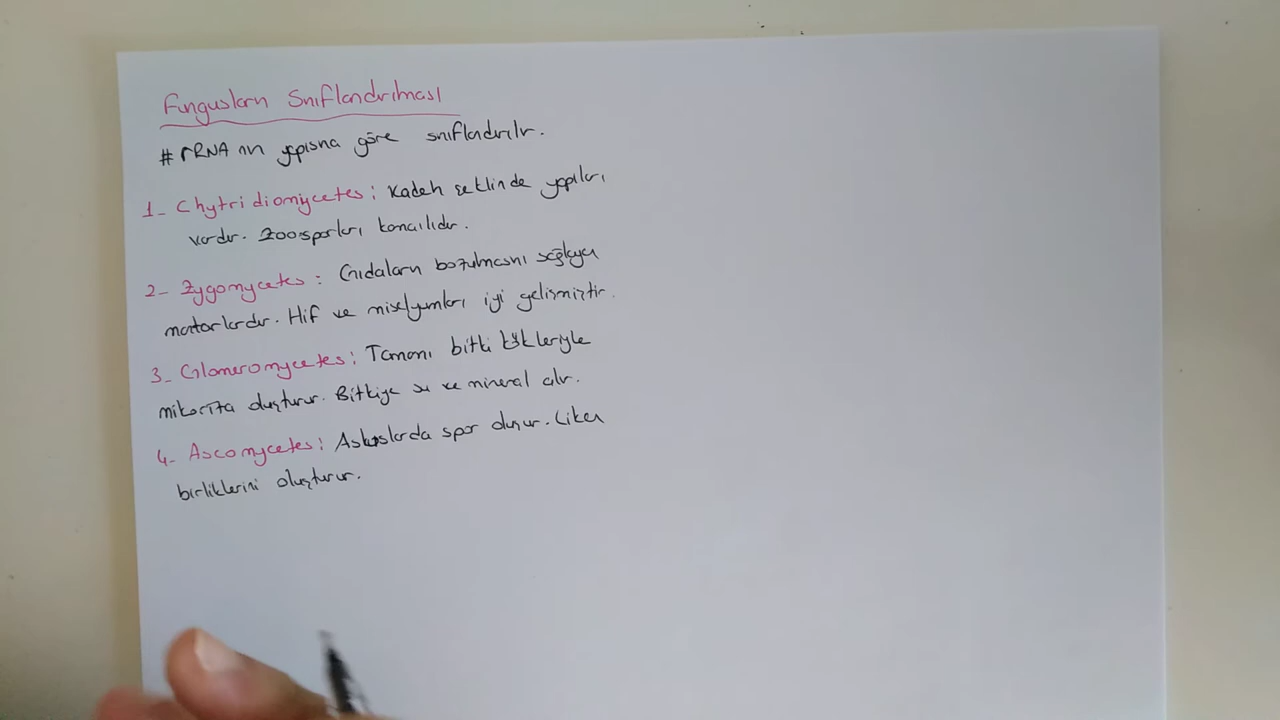 Fungusların Sınıflandırılması
# rRNA nın yapısına göre sınıflandırılır.
1- Chytridiomycetes: Kadeh şeklinde yapıları
vardır. Zoosporları kamçılıdır.
2- Zygomycetes: Gıdaların bozulmasını sağlayan
mantarlardır. Hif ve miselyumları iyi gelişmiştir.
3- Glomeromycetes: Tamamı bitki kökleriyle
mikoriza oluşturur. Bitkiye su ve mineral alır.
4- Ascomycetes: Askuslarda spor oluşur. Liken
birliklerini oluşturur.